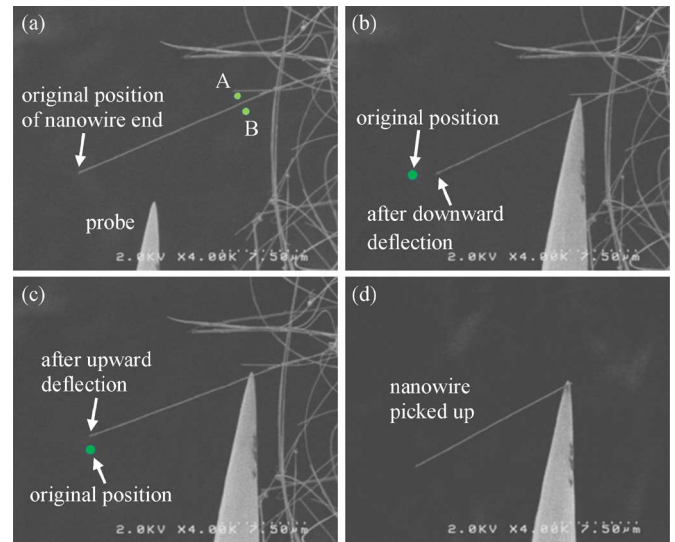 (a)
A
original position
of nanowire end
B
probe
2.0KV X4.00K 7.50μm
(b)
original position
after downward
deflection
2.0KV X4.00K 7.50μm
(c)
after upward
deflection
original position
2.0KV X4.00K 7.50μm
(d)
nanowire
picked up
2.0KV X4.00K 7.50μm